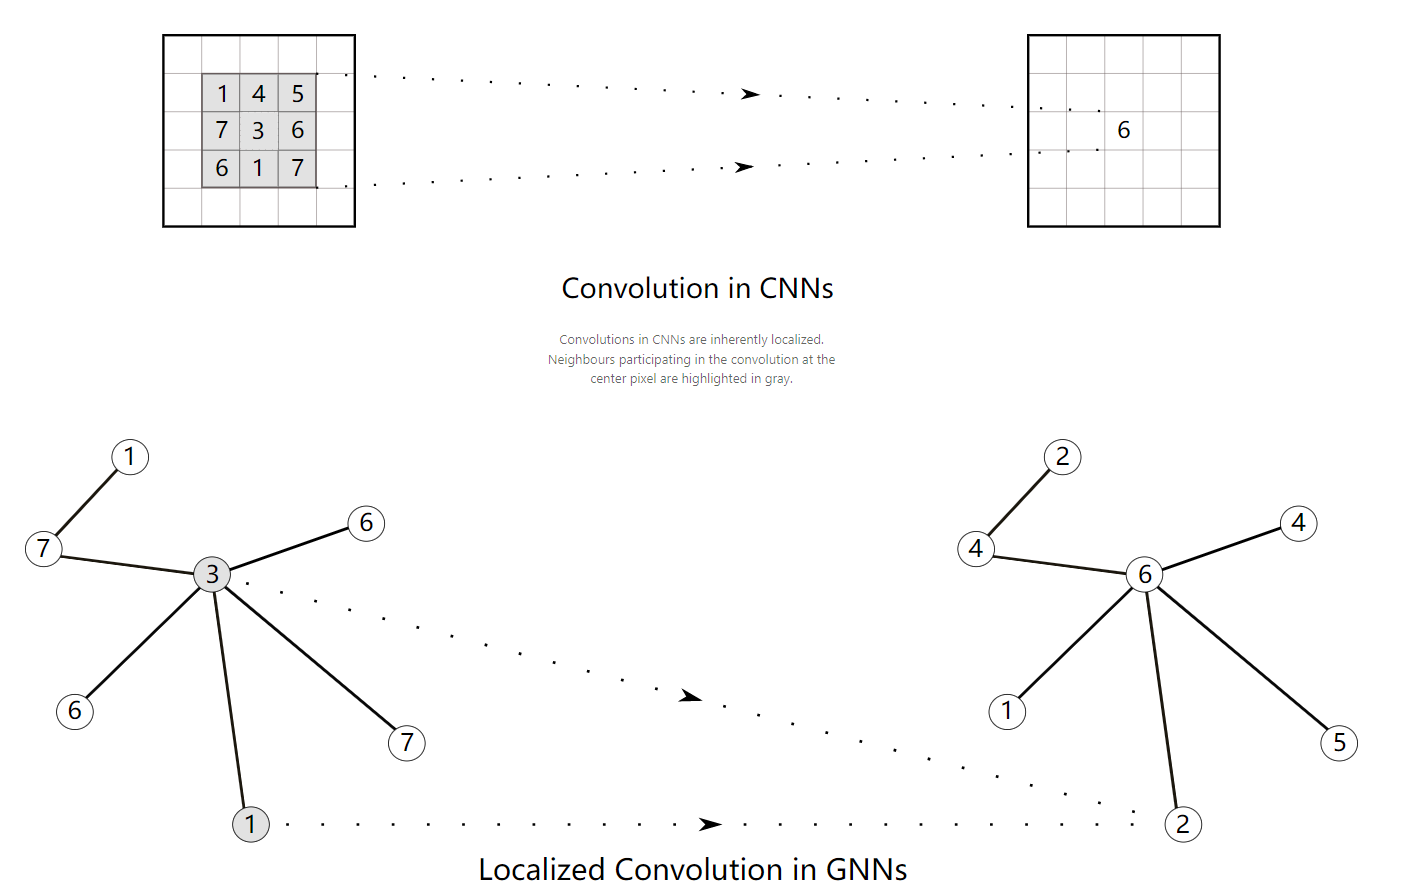 1 4 5
7 3 6
6 1 7
6
Convolution in CNNs
Convolutions in CNNs are inherently localized.
Neighbours participating in the convolution at the
center pixel are highlighted in gray.
1
6
7
3
6
7
1
2
4
4
6
1
5
2
Localized Convolution in GNNs